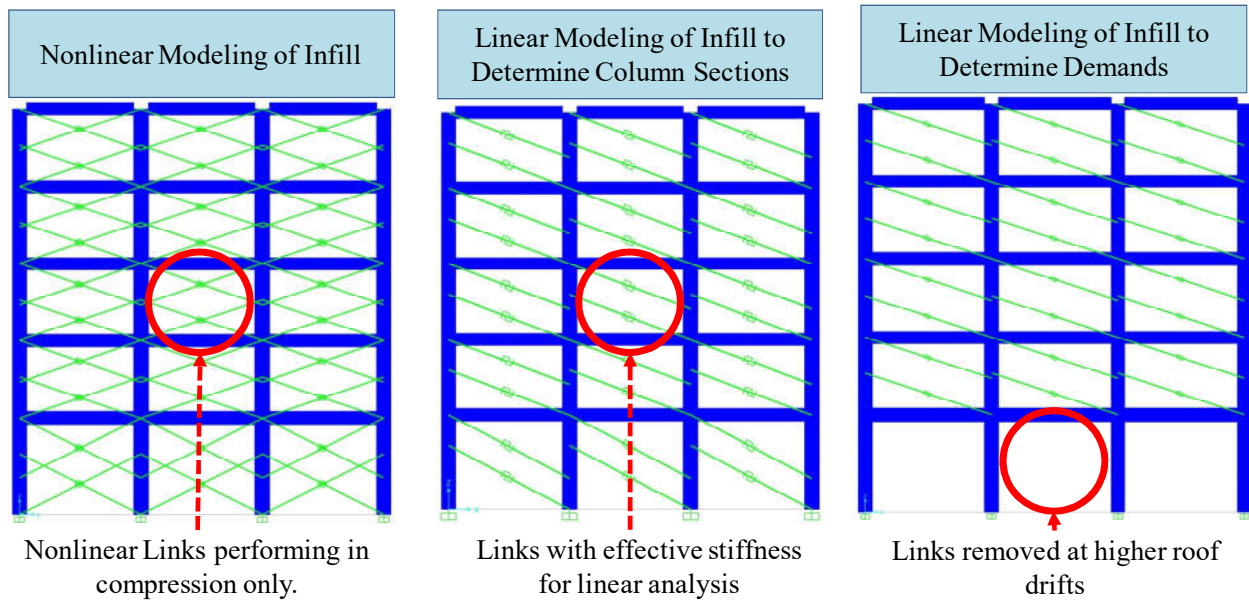 Nonlinear Modeling of Infill
Linear Modeling of Infill to
Determine Column Sections
Linear Modeling of Infill to
Determine Demands
Nonlinear Links performing in
compression only.
Links with effective stiffness
for linear analysis
Links removed at higher roof
drifts